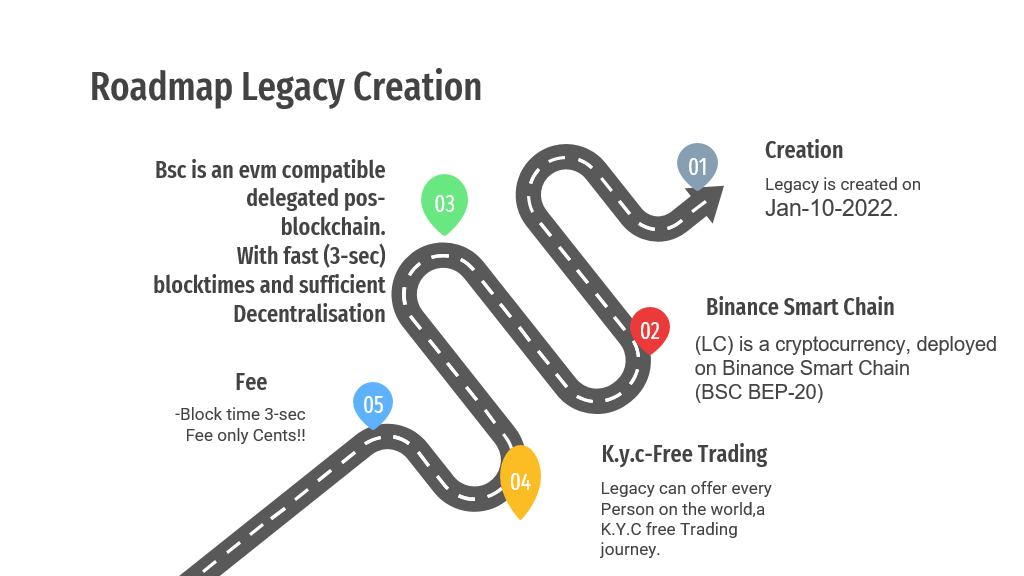 Roadmap Legacy Creation
01
Creation
Legacy is created on
Jan-10-2022.
02
Binance Smart Chain
(LC) is a cryptocurrency, deployed
on Binance Smart Chain
(BSC BEP-20)
03
Bsc is an evm compatible
delegated pos-
blockchain.
With fast (3-sec)
blocktimes and sufficient
Decentralisation
04
K.y.c-Free Trading
Legacy can offer every
Person on the world,a
K.Y.C free Trading
journey.
05
Fee
-Block time 3-sec
Fee only Cents!!